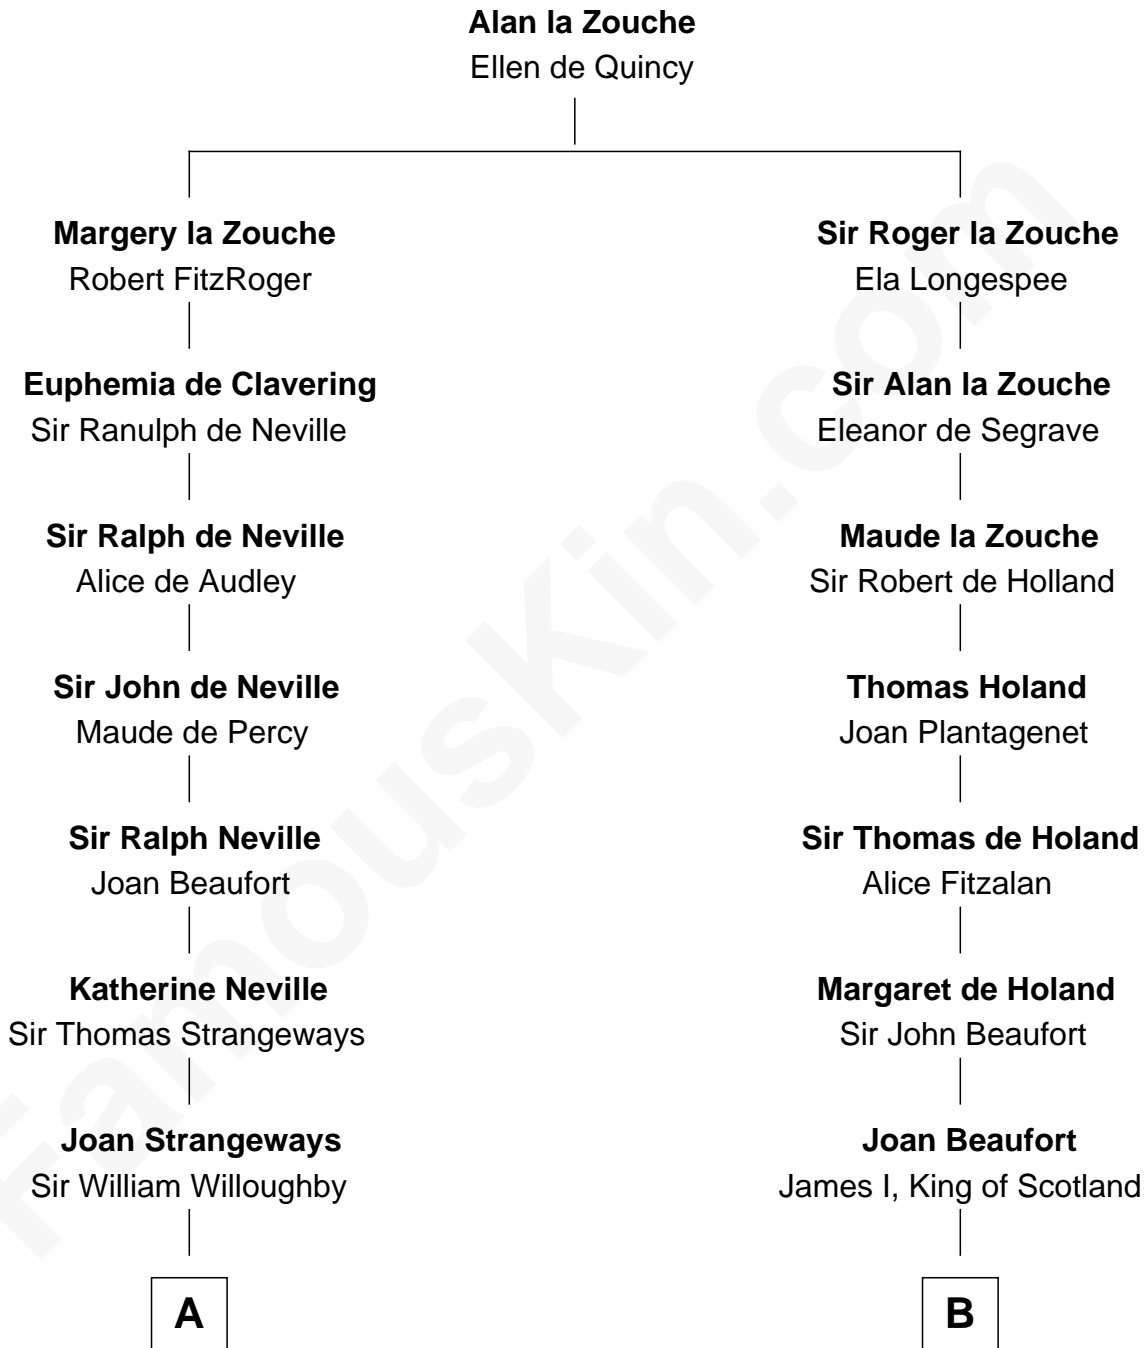 Alan la Zouche
Ellen de Quincy
Margery la Zouche
Robert FitzRoger
Euphemia de Clavering
Sir Ranulph de Neville
Sir Ralph de Neville
Alice de Audley
Sir John de Neville
Maude de Percy
Sir Ralph Neville
Joan Beaufort
Katherine Neville
Sir Thomas Strangeways
Joan Strangeways
Sir William Willoughby
A
Sir Roger la Zouche
Ela Longespee
Sir Alan la Zouche
Eleanor de Segrave
Maude la Zouche
Sir Robert de Holland
Thomas Holand
Joan Plantagenet
Sir Thomas de Holand
Alice Fitzalan
Margaret de Holand
Sir John Beaufort
Joan Beaufort
James I, King of Scotland
B
FamousKin.com